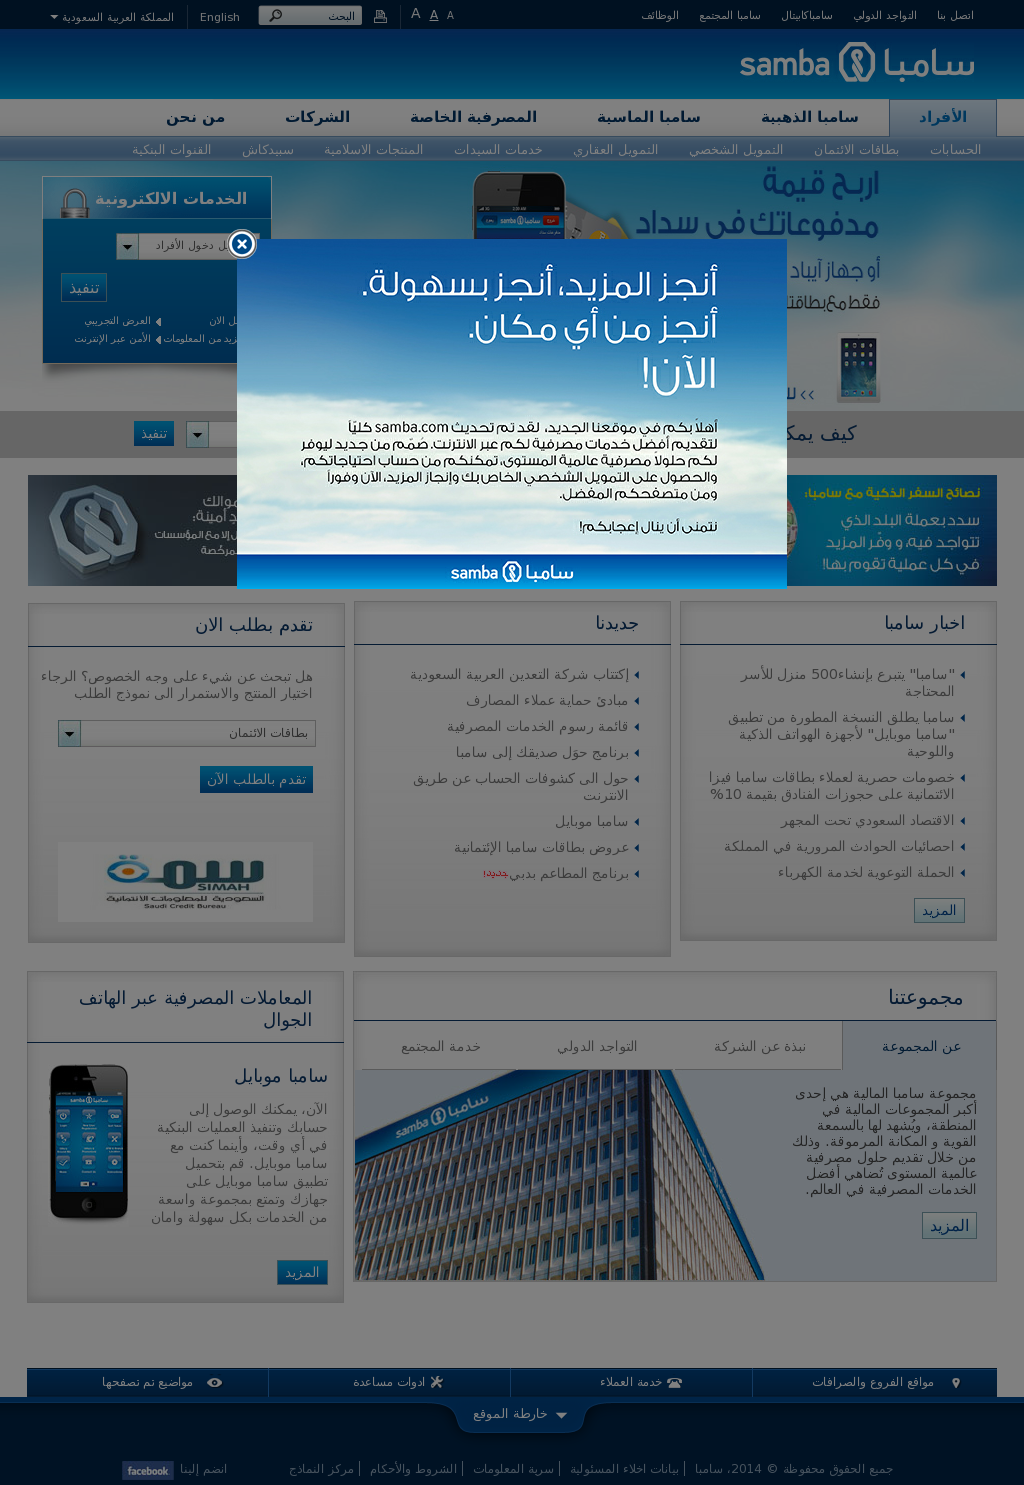 اتصل بنا
التواجد الدولي
سامباكابيتال
سامبا المجتمع
الوظائف
A A A
البحث
English
المملكة العربية السعودية
سامبا samba
الأفراد
سامبا الذهبية
سامبا الماسية
المصرفية الخاصة
الشركات
من نحن
الحسابات
بطاقات الائتمان
التمويل الشخصي
التمويل العقاري
خدمات السيدات
المنتجات الاسلامية
سبيدكاش
القنوات البنكية
اربح قيمة
مدفوعاتك في سداد
أو جهاز آيباد
الخدمات الالكترونية
دخول الأفراد
تنفيذ
الان
العرض التجريبي
من المعلومات
الأمن عبر الإنترنت
أنجز المزيد، أنجز بسهولة.
أنجز من أي مكان.
الآن!
أهلاً بكم في موقعنا الجديد، لقد تم تحديث samba.com كليًا
لتقديم أفضل خدمات مصرفية لكم عبر الانترنت. صُمّم من جديد ليوفر
لكم حلولاً مصرفية عالمية المستوى، تمكنكم من حساب احتياجاتكم،
والحصول على التمويل الشخصي الخاص بك وإنجاز المزيد، الآن وفوراً
ومن متصفحكم المفضل.
نتمنى أن ينال إعجابكم!
سامبا samba
كيف
تنفيذ
نصائح السفر الذكية مع سامبا:
سدد بعملة البلد الذي
تتواجد فيه، و وفّر المزيد
في كل عملية تقوم بها!
أمينة:
إلا مع المؤسسات
اخبار سامبا
"سامبا" يتبرع بإنشاء500 منزل للأسر
المحتاجة
سامبا يطلق النسخة المطورة من تطبيق
"سامبا موبايل" لأجهزة الهواتف الذكية
واللوحية
خصومات حصرية لعملاء بطاقات سامبا فيزا
الائتمانية على حجوزات الفنادق بقيمة 10%
الاقتصاد السعودي تحت المجهر
احصائيات الحوادث المرورية في المملكة
الحملة التوعوية لخدمة الكهرباء
المزيد
جديدنا
إكتتاب شركة التعدين العربية السعودية
مبادئ حماية عملاء المصارف
قائمة رسوم الخدمات المصرفية
برنامج حوّل صديقك إلى سامبا
حول الى كشوفات الحساب عن طريق
الانترنت
سامبا موبايل
عروض بطاقات سامبا الإئتمانية
برنامج المطاعم بدبي جديد!
تقدم بطلب الان
هل تبحث عن شيء على وجه الخصوص؟ الرجاء
اختيار المنتج والاستمرار الى نموذج الطلب
بطاقات الائتمان
تقدم بالطلب الآن
سمة
SIMAH
السعودية للمعلومات الائتمانية
Saudi Credit Bureau
مجموعتنا
عن المجموعة
نبذة عن الشركة
التواجد الدولي
خدمة المجتمع
مجموعة سامبا المالية هي إحدى
أكبر المجموعات المالية في
المنطقة، ويُشهد لها بالسمعة
القوية و المكانة المرموقة. وذلك
من خلال تقديم حلول مصرفية
عالمية المستوى تُضاهي أفضل
الخدمات المصرفية في العالم.
المزيد
سامبا samba
المعاملات المصرفية عبر الهاتف
الجوال
سامبا موبايل
الآن، يمكنك الوصول إلى
حسابك وتنفيذ العمليات البنكية
في أي وقت، وأينما كنت مع
سامبا موبايل. قم بتحميل
تطبيق سامبا موبايل على
جهازك وتمتع بمجموعة واسعة
من الخدمات بكل سهولة وامان
المزيد
مواقع الفروع والصرافات
خدمة العملاء
ادوات مساعدة
مواضيع تم تصفحها
خارطة الموقع
جميع الحقوق محفوظة © 2014، سامبا
بيانات اخلاء المسئولية
سرية المعلومات
الشروط والأحكام
مركز النماذج
انضم إلينا
facebook